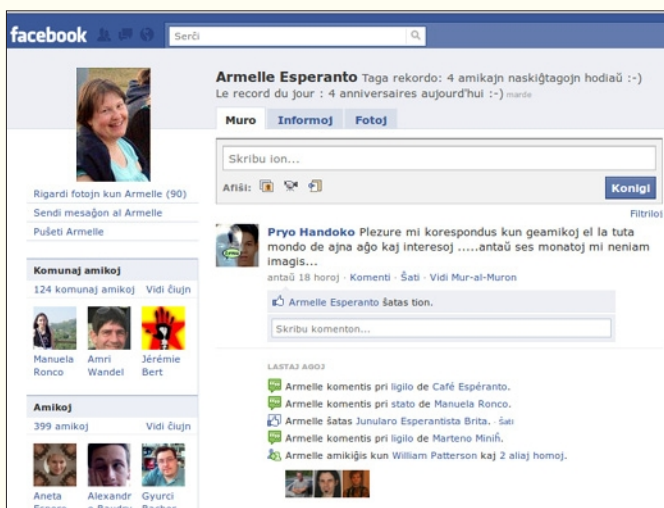 facebook
Serĉi
Armelle Esperanto Taga rekordo: 4 amikajn naskiĝtagojn hodiaŭ :-)
Le record du jour : 4 anniversaires aujourd'hui :-) marde
Muro Informoj Fotoj
Skribu ion...
Afiŝi:
Konigi
Filtriloj
Rigardi fotojn kun Armelle (90)
Sendi mesaĝon al Armelle
Puŝeti Armelle
Komunaj amikoj
124 komunaj amikoj Vidi ĉiujn
Manuela Ronco
Amri Wandel
Jérémie Bert
Amikoj
399 amikoj Vidi ĉiujn
Aneta
Alexandr
Gyurci
Pryo Handoko Plezure mi korespondus kun geamikoj el la tuta
mondo de ajna aĝo kaj interesoj .....antaŭ ses monatoj mi neniam
imagis...
antaŭ 18 horoj · Komenti · Ŝati · Vidi Mur-al-Muron
Armelle Esperanto ŝatas tion.
Skribu komenton...
LASTAJ AGOJ
Armelle komentis pri ligilo de Café Espéranto.
Armelle komentis pri stato de Manuela Ronco.
Armelle ŝatas Junularo Esperantista Brita. · Ŝati
Armelle komentis pri ligilo de Marteno Miniĥ.
Armelle amikiĝis kun William Patterson kaj 2 aliaj homoj.